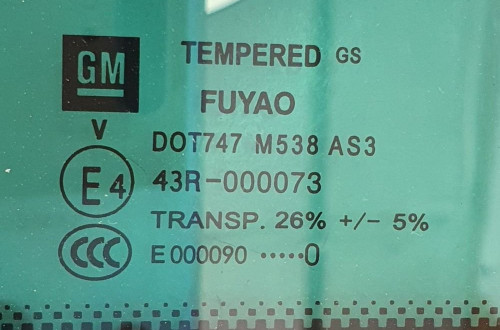 GM TEMPERED GS
FUYAO
V DOT747 M538 AS3
E4 43R-000073
TRANSP. 26% +/- 5%
CCC E000090 •••••0